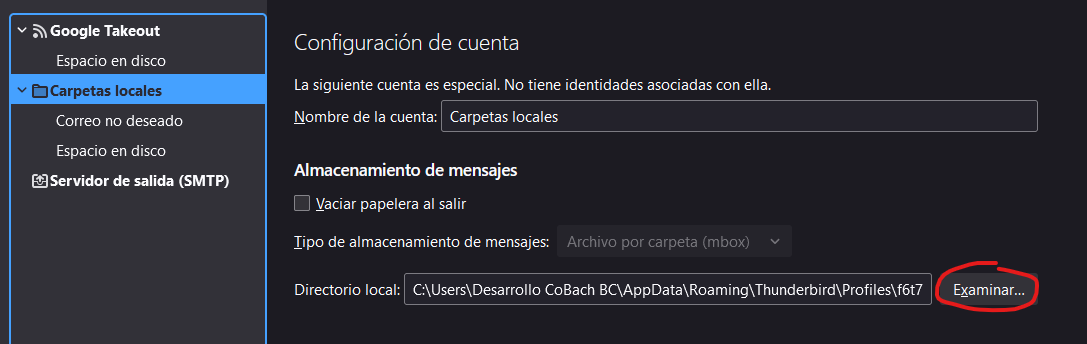 Google Takeout
Espacio en disco
Carpetas locales
Correo no deseado
Espacio en disco
Servidor de salida (SMTP)
Configuración de cuenta
La siguiente cuenta es especial. No tiene identidades asociadas con ella.
Nombre de la cuenta: Carpetas locales
Almacenamiento de mensajes
Vaciar papelera al salir
Tipo de almacenamiento de mensajes: Archivo por carpeta (mbox)
Directorio local: C:\Users\Desarrollo CoBach BC\AppData\Roaming\Thunderbird\Profiles\f6t7 Examinar...